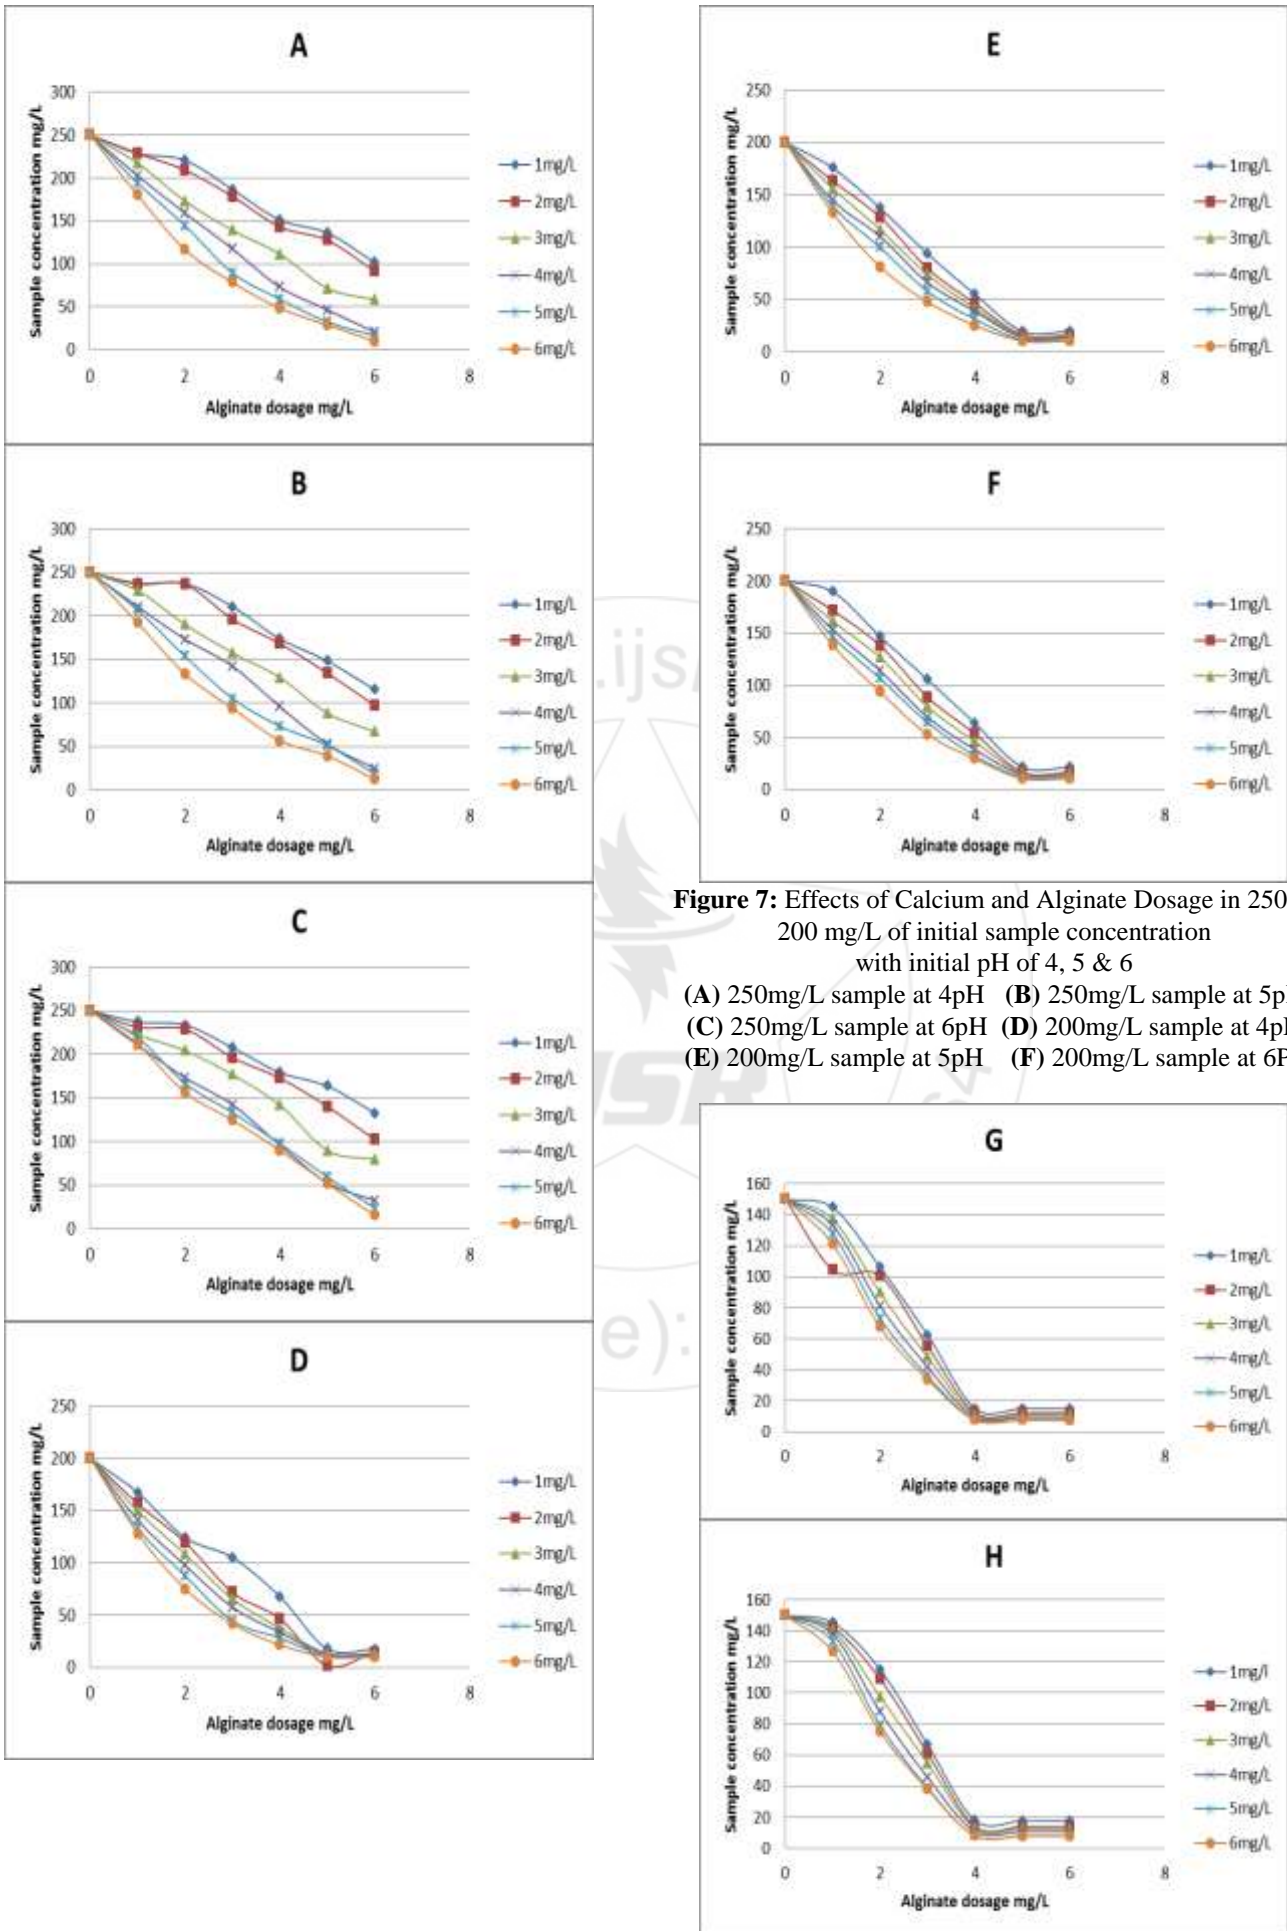 A
300
250
200
150
100
50
0
0 2 4 6 8
Sample concentration mg/L
Alginate dosage mg/L
1mg/L
2mg/L
3mg/L
4mg/L
5mg/L
6mg/L
B
300
250
200
150
100
50
0
0 2 4 6 8
Sample concentration mg/L
Alginate dosage mg/L
1mg/L
2mg/L
3mg/L
4mg/L
5mg/L
6mg/L
C
300
250
200
150
100
50
0
0 2 4 6 8
Sample concentration mg/L
Alginate dosage mg/L
1mg/L
2mg/L
3mg/L
4mg/L
5mg/L
6mg/L
D
250
200
150
100
50
0
0 2 4 6 8
Sample concentration mg/L
Alginate dosage mg/L
1mg/L
2mg/L
3mg/L
4mg/L
5mg/L
6mg/L
E
250
200
150
100
50
0
0 2 4 6 8
Sample concentration mg/L
Alginate dosage mg/L
1mg/L
2mg/L
3mg/L
4mg/L
5mg/L
6mg/L
F
250
200
150
100
50
0
0 2 4 6 8
Sample concentration mg/L
Alginate dosage mg/L
1mg/L
2mg/L
3mg/L
4mg/L
5mg/L
6mg/L
Figure 7: Effects of Calcium and Alginate Dosage in 250
200 mg/L of initial sample concentration
with initial pH of 4, 5 & 6
(A) 250mg/L sample at 4pH (B) 250mg/L sample at 5p
(C) 250mg/L sample at 6pH (D) 200mg/L sample at 4p
(E) 200mg/L sample at 5pH (F) 200mg/L sample at 6P
G
160
140
120
100
80
60
40
20
0
0 2 4 6 8
Sample concentration mg/L
Alginate dosage mg/L
1mg/L
2mg/L
3mg/L
4mg/L
5mg/L
6mg/L
H
160
140
120
100
80
60
40
20
0
0 2 4 6 8
Sample concentration mg/L
Alginate dosage mg/L
1mg/l
2mg/L
3mg/L
4mg/L
5mg/L
6mg/L